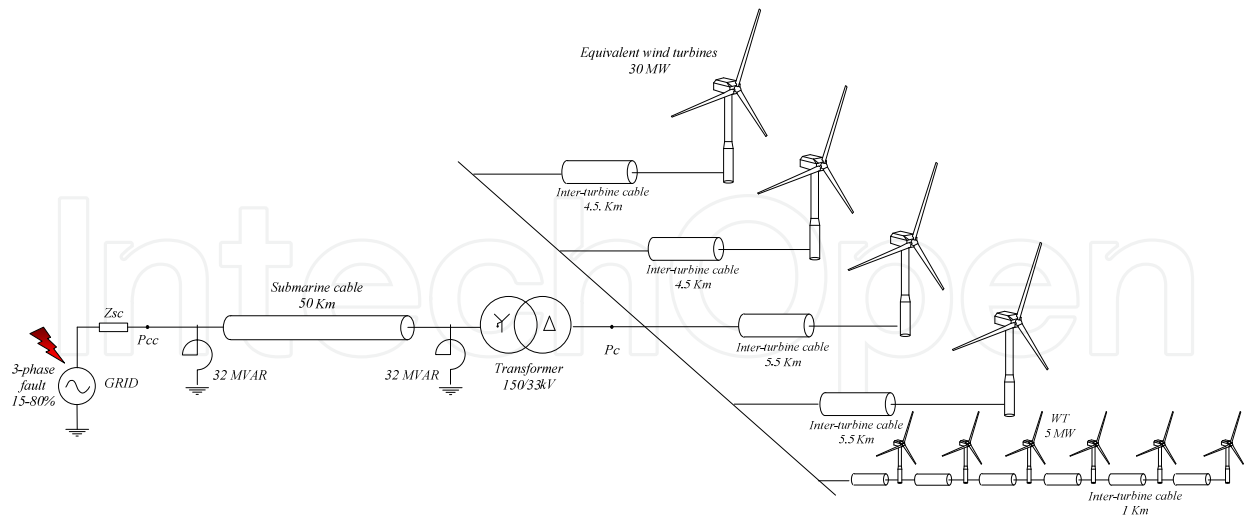 Equivalent wind turbines
30 MW
Inter-turbine cable
4.5. Km
Inter-turbine cable
4.5 Km
Submarine cable
50 Km
Zsc
Pcc
Pc
3-phase
fault
15-80%
GRID
32 MVAR
32 MVAR
Transformer
150/33kV
Inter-turbine cable
5.5 Km
Inter-turbine cable
5.5 Km
WT
5 MW
Inter-turbine cable
1 Km
IntechOpen